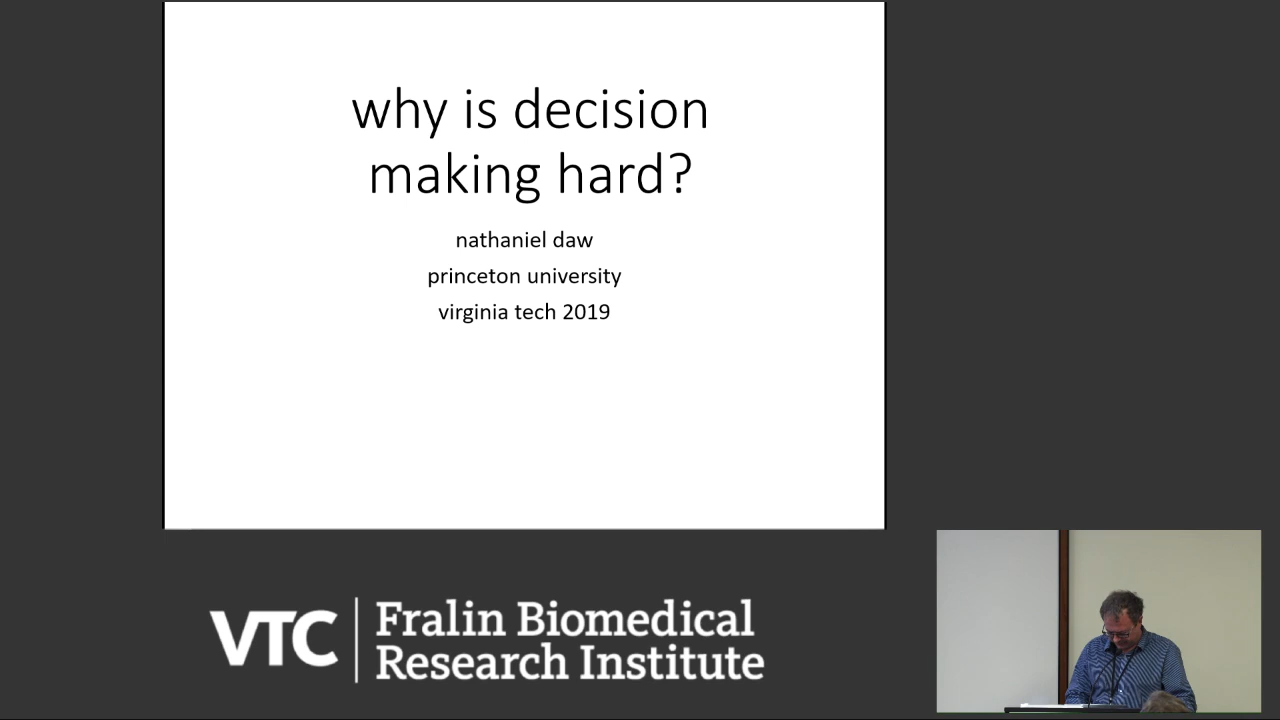 why is decision
making hard?
nathaniel daw
princeton university
virginia tech 2019
VTC
Fralin Biomedical
Research Institute